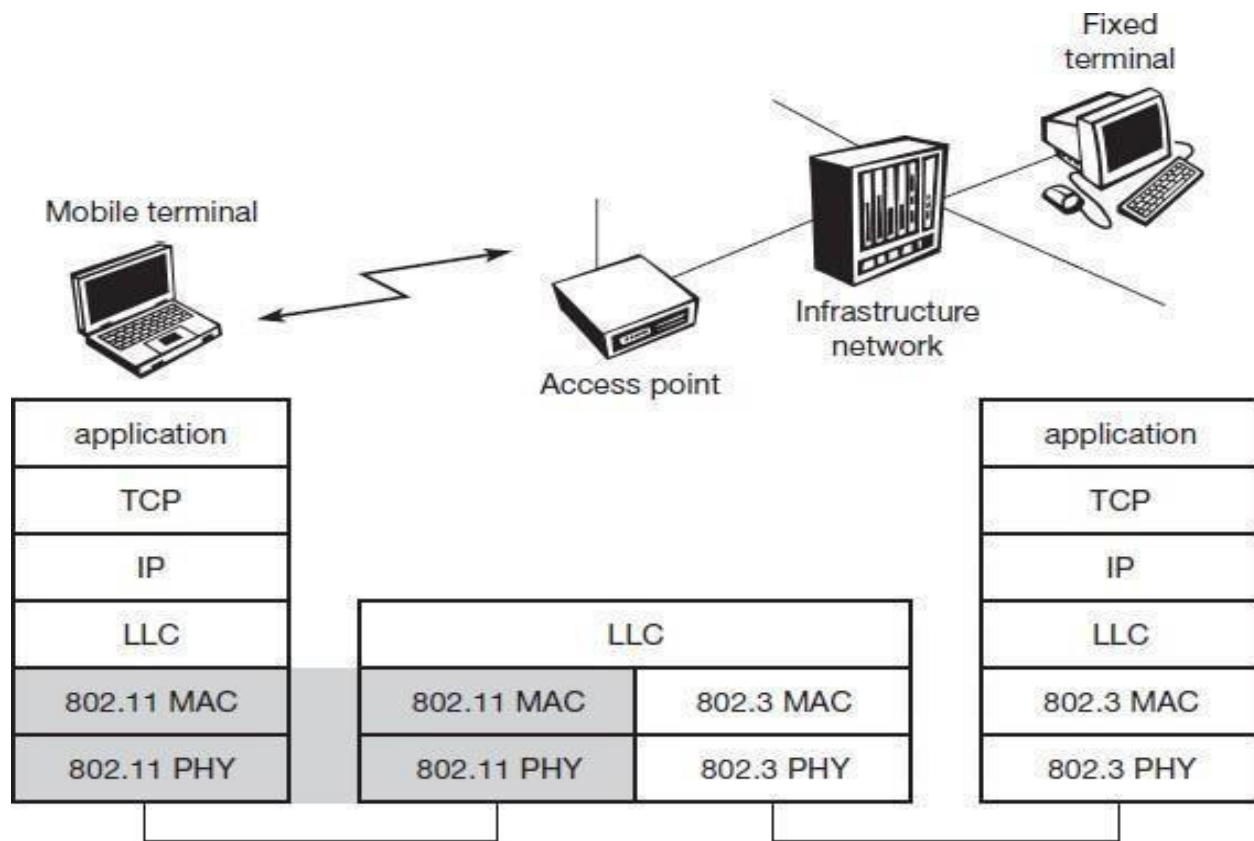 Fixed
terminal
Mobile terminal
Infrastructure
network
Access point
application
TCP
IP
LLC
802.11 MAC
802.11 PHY
LLC
802.11 MAC
802.3 MAC
802.11 PHY
802.3 PHY
application
TCP
IP
LLC
802.3 MAC
802.3 PHY